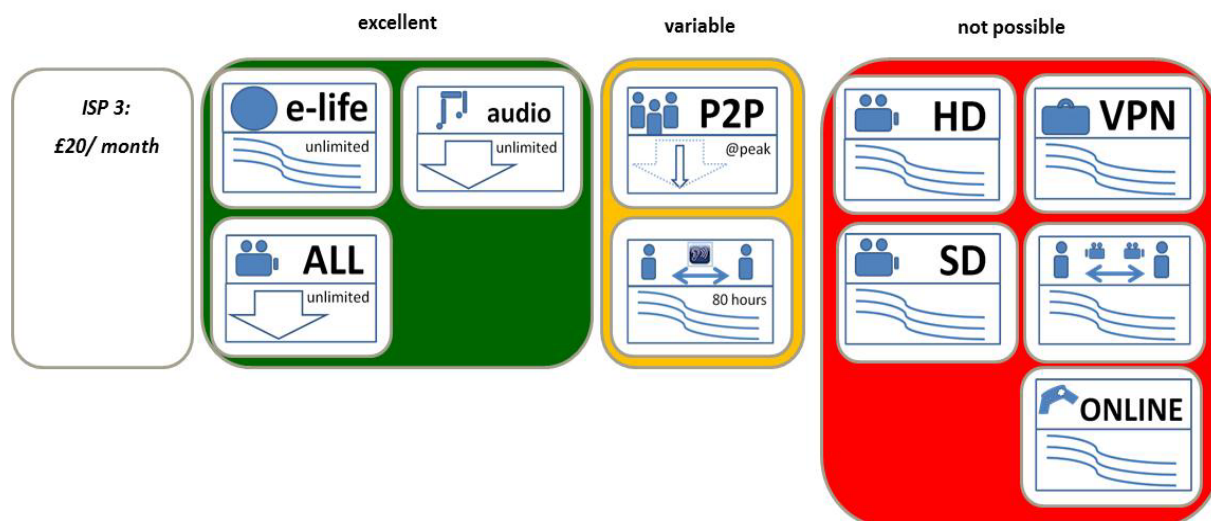 excellent
variable
not possible
ISP 3:
£20/ month
e-life
unlimited
audio
unlimited
ALL
unlimited
P2P
@peak
80 hours
HD
VPN
SD
ONLINE